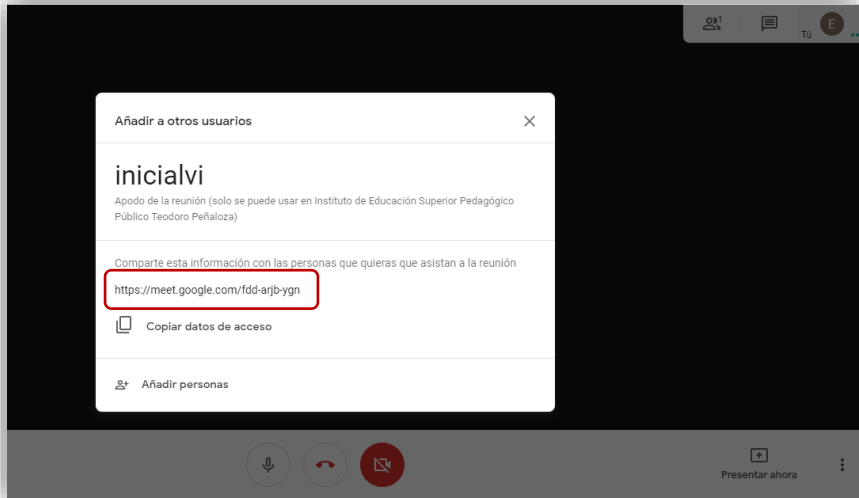 1
Tú
E
Añadir a otros usuarios
inicialvi
Apodo de la reunión (solo se puede usar en Instituto de Educación Superior Pedagógico
Público Teodoro Peñaloza)
Comparte esta información con las personas que quieras que asistan a la reunión
https://meet.google.com/fdd-arjb-ygn
Copiar datos de acceso
Añadir personas
Presentar ahora